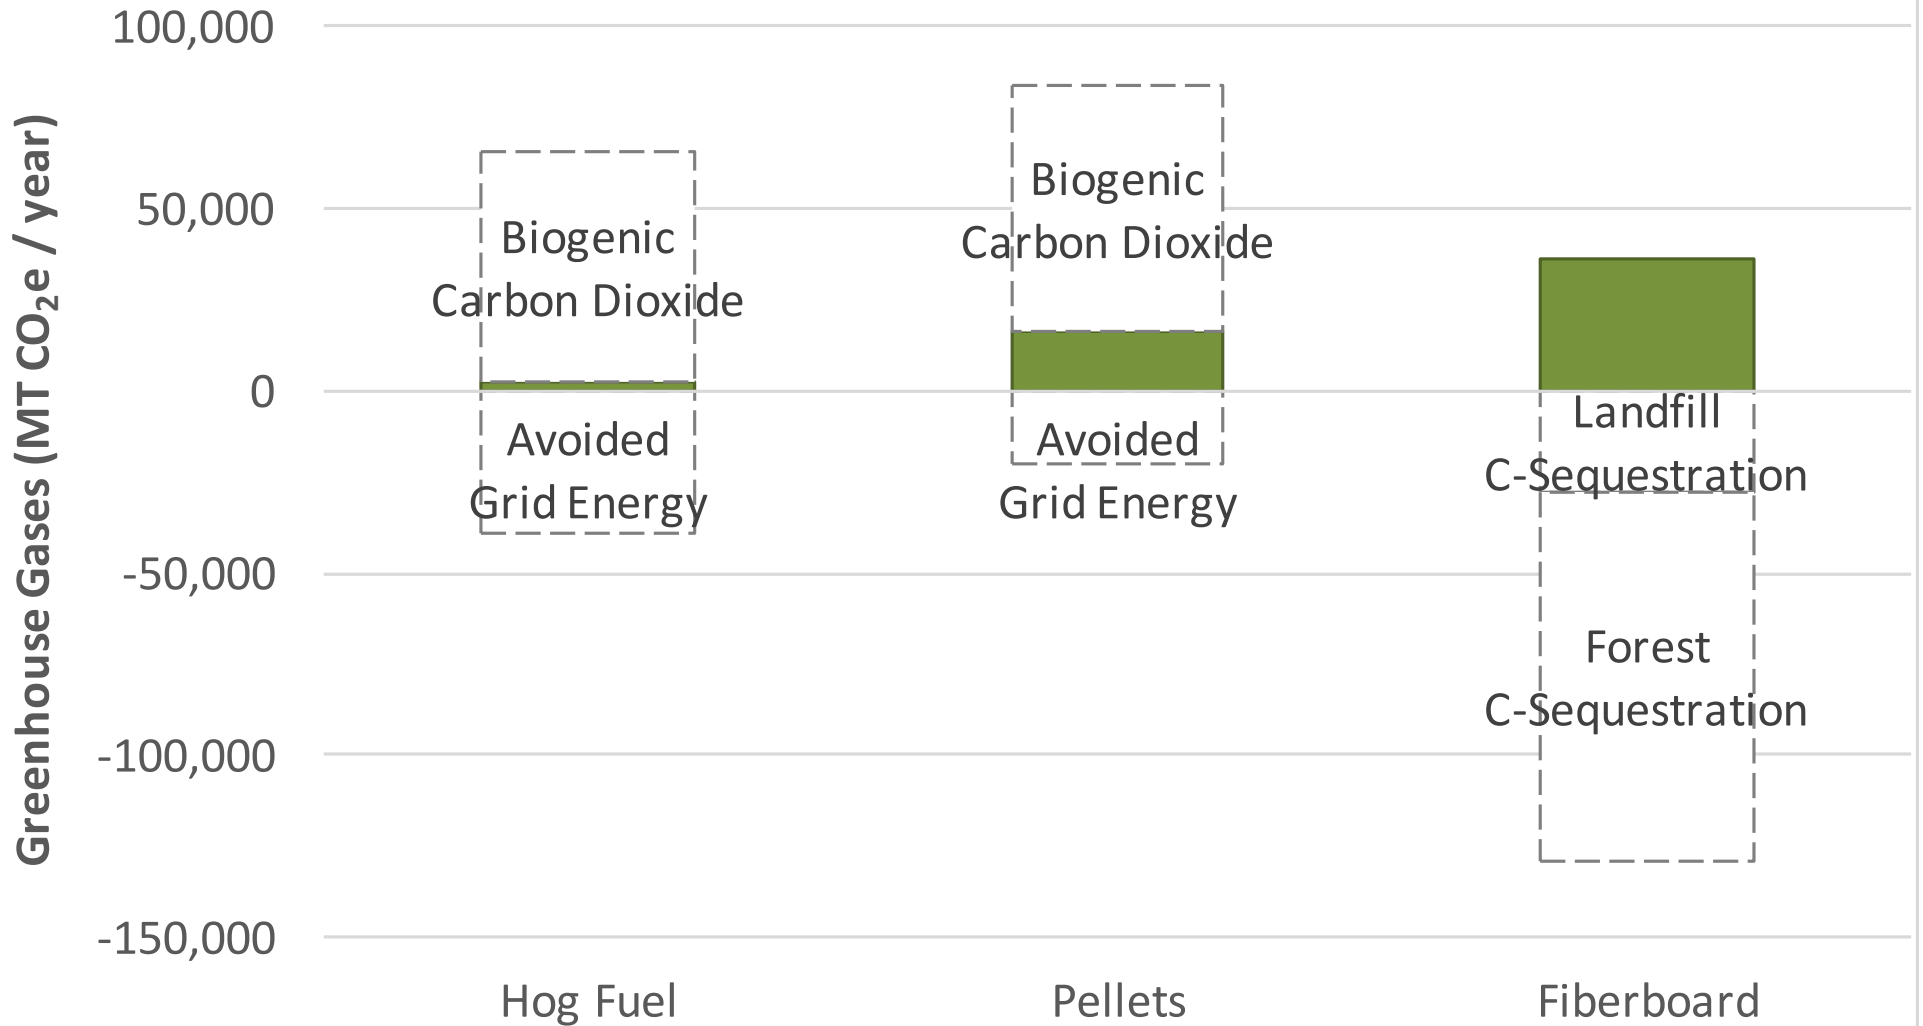 Greenhouse Gases (MT CO₂e / year)
100,000
50,000
0
-50,000
-100,000
-150,000
Biogenic
Carbon Dioxide
Avoided
Grid Energy
Biogenic
Carbon Dioxide
Avoided
Grid Energy
Landfill
C-Sequestration
Forest
C-Sequestration
Hog Fuel
Pellets
Fiberboard